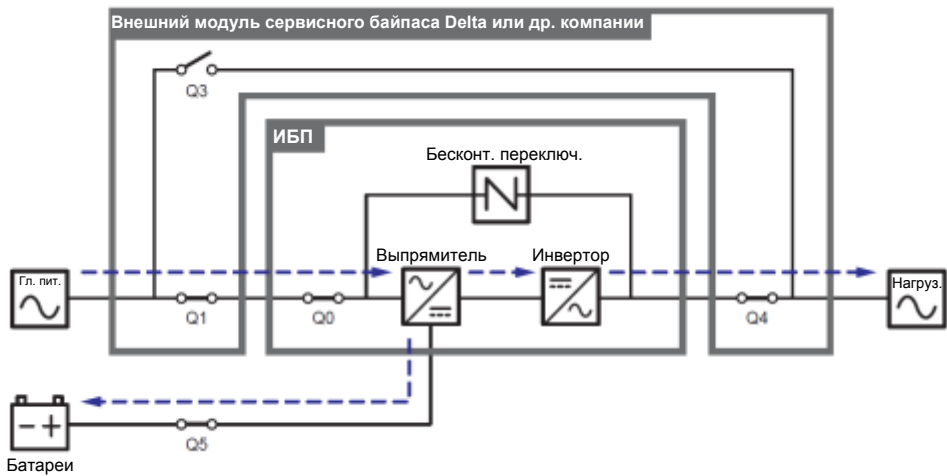 Внешний модуль сервисного байпаса Delta или др. компании
Q3
ИБП
Бесконт. переключ.
Выпрямитель
Инвертор
Гл. пит.
Нагруз.
Q1
Q0
Q4
Q5
Батареи